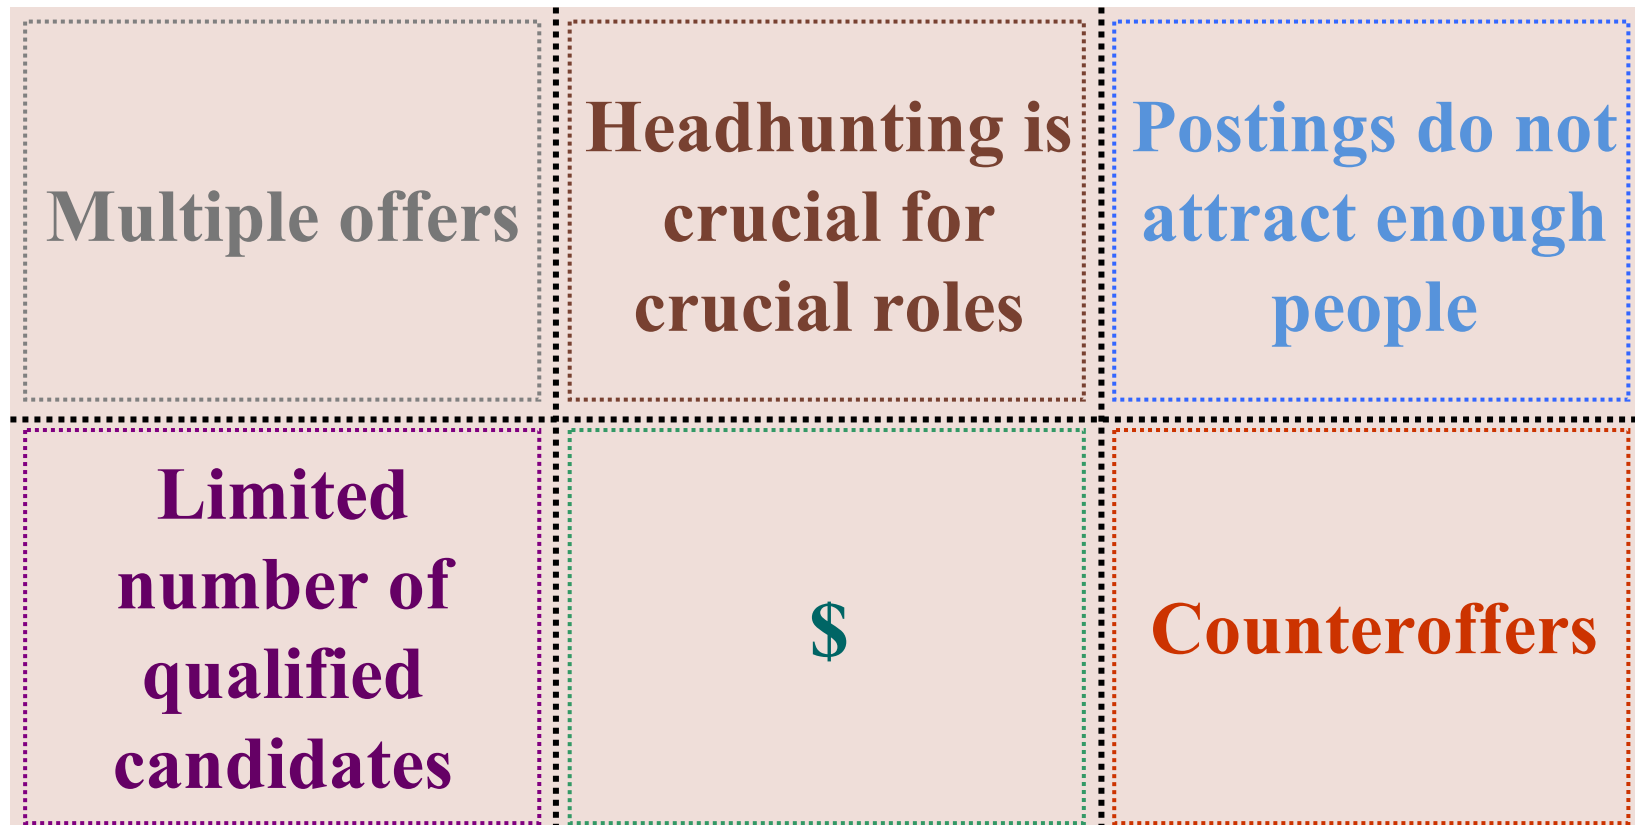 Multiple offers
Headhunting is
crucial for
crucial roles
Postings do not
attract enough
people
Limited
number of
qualified
candidates
$
Counteroffers